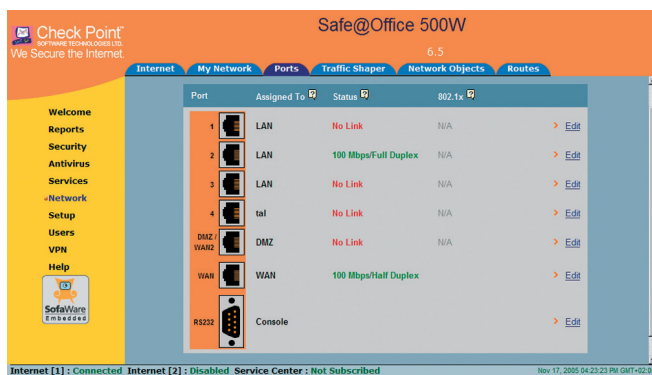 Check Point™
SOFTWARE TECHNOLOGIES LTD.
We Secure the Internet.
Safe@Office 500W
6.5
Internet My Network Ports Traffic Shaper Network Objects Routes
Welcome
Reports
Security
Antivirus
Services
Network
Setup
Users
VPN
Help
SofaWare
Embedded
Port Assigned To Status 802.1x
1 LAN No Link N/A > Edit
2 LAN 100 Mbps/Full Duplex N/A > Edit
3 LAN No Link N/A > Edit
4 tal No Link N/A > Edit
DMZ /
WAN2 DMZ No Link N/A > Edit
WAN WAN 100 Mbps/Half Duplex > Edit
RS232 Console > Edit
Internet [1] : Connected Internet [2] : Disabled Service Center : Not Subscribed Nov 17, 2005 04:23:23 PM GMT+02:0